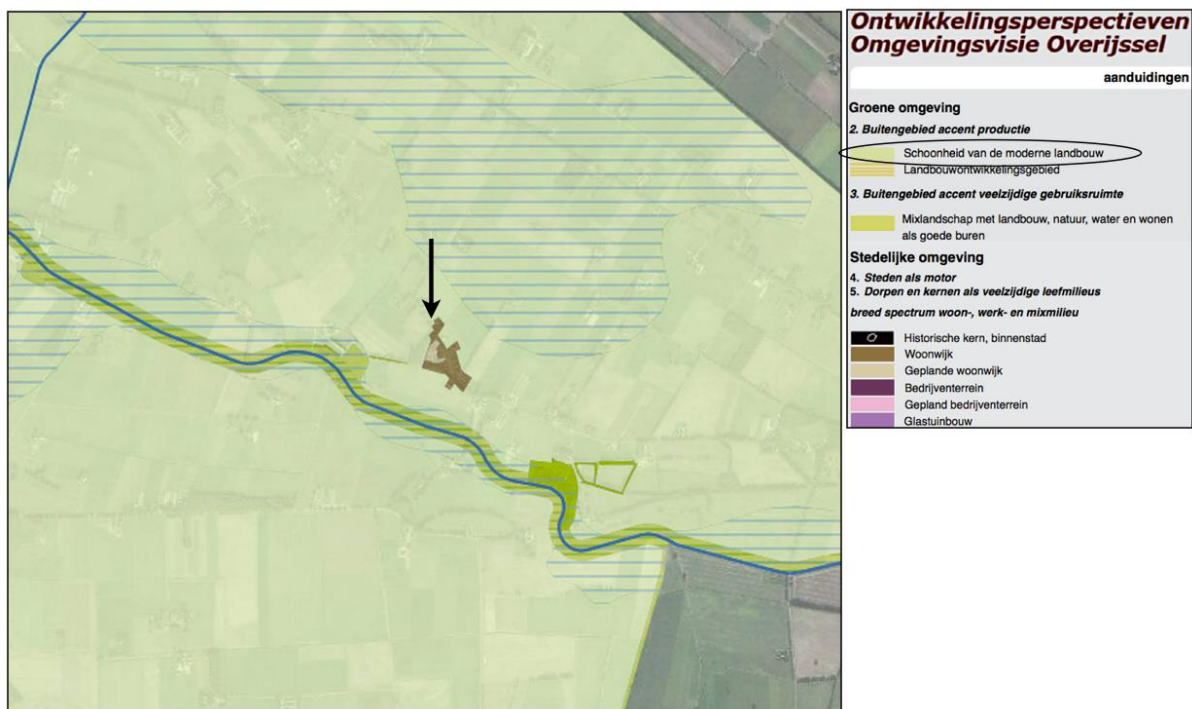 Ontwikkelingsperspectieven
Omgevingsvisie Overijssel
aanduidingen
Groene omgeving
2. Buitengebied accent productie
Schoonheid van de moderne landbouw
Landbouwontwikkelingsgebied
3. Buitengebied accent veelzijdige gebruiksruimte
Mixlandschap met landbouw, natuur, water en wonen
als goede buren
Stedelijke omgeving
4. Steden als motor
5. Dorpen en kernen als veelzijdige leefmilieus
breed spectrum woon-, werk- en mixmilieu
Historische kern, binnenstad
Woonwijk
Geplande woonwijk
Bedrijventerrein
Gepland bedrijventerrein
Glastuinbouw